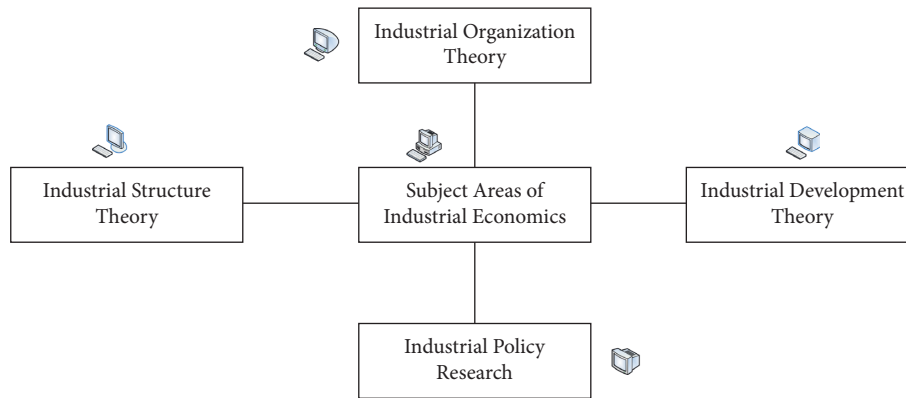 Industrial Organization
Theory
Industrial Structure
Theory
Subject Areas of
Industrial Economics
Industrial Development
Theory
Industrial Policy
Research